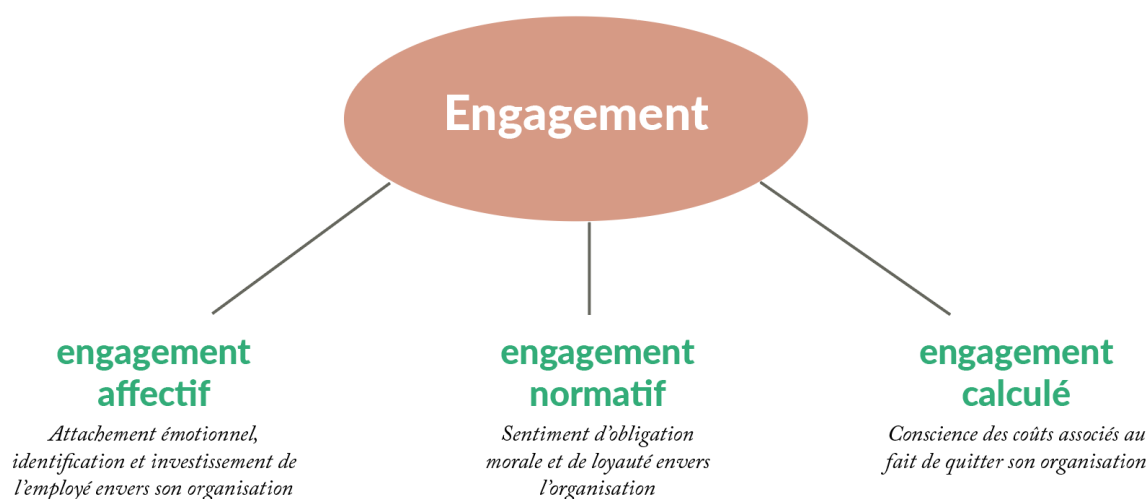 Engagement
engagement
affectif
Attachement émotionnel,
identification et investissement de
l'employé envers son organisation
engagement
normatif
Sentiment d'obligation
morale et de loyauté envers
l'organisation
engagement
calculé
Conscience des coûts associés au
fait de quitter son organisation